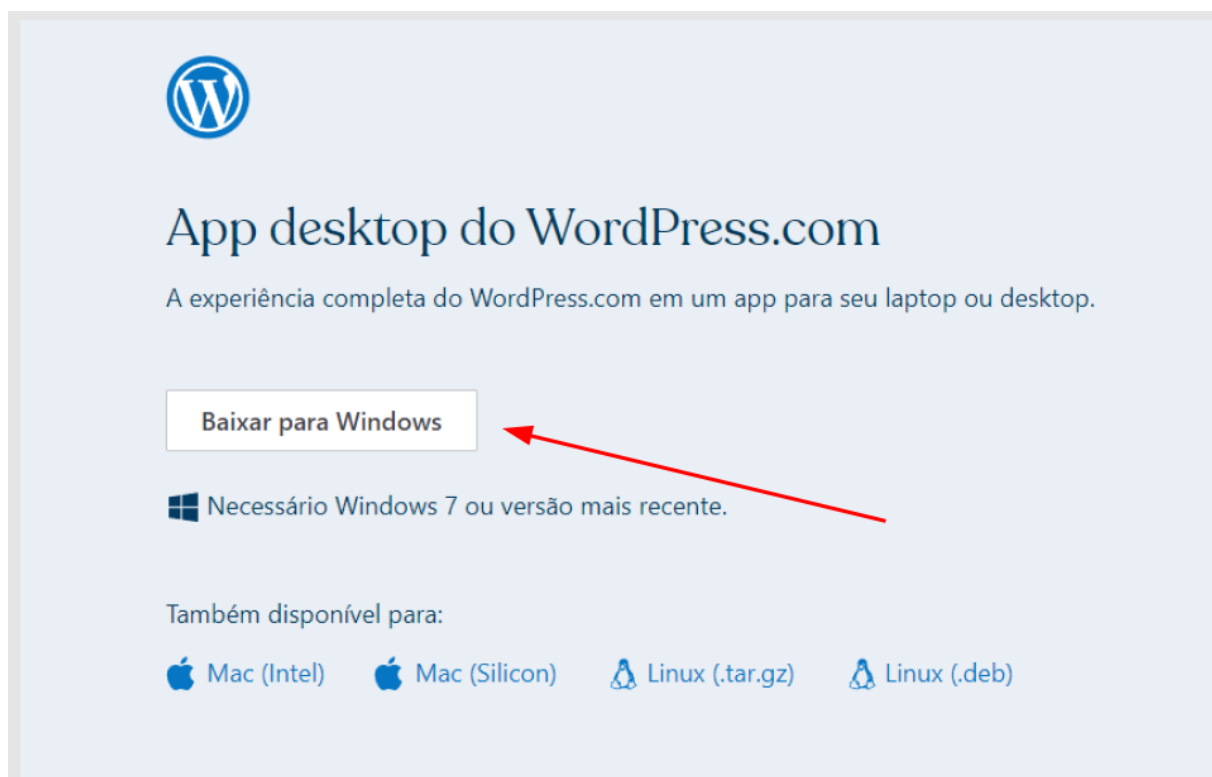 App desktop do WordPress.com
A experiência completa do WordPress.com em um app para seu laptop ou desktop.
Baixar para Windows
Necessário Windows 7 ou versão mais recente.
Também disponível para:
Mac (Intel) Mac (Silicon) Linux (.tar.gz) Linux (.deb)